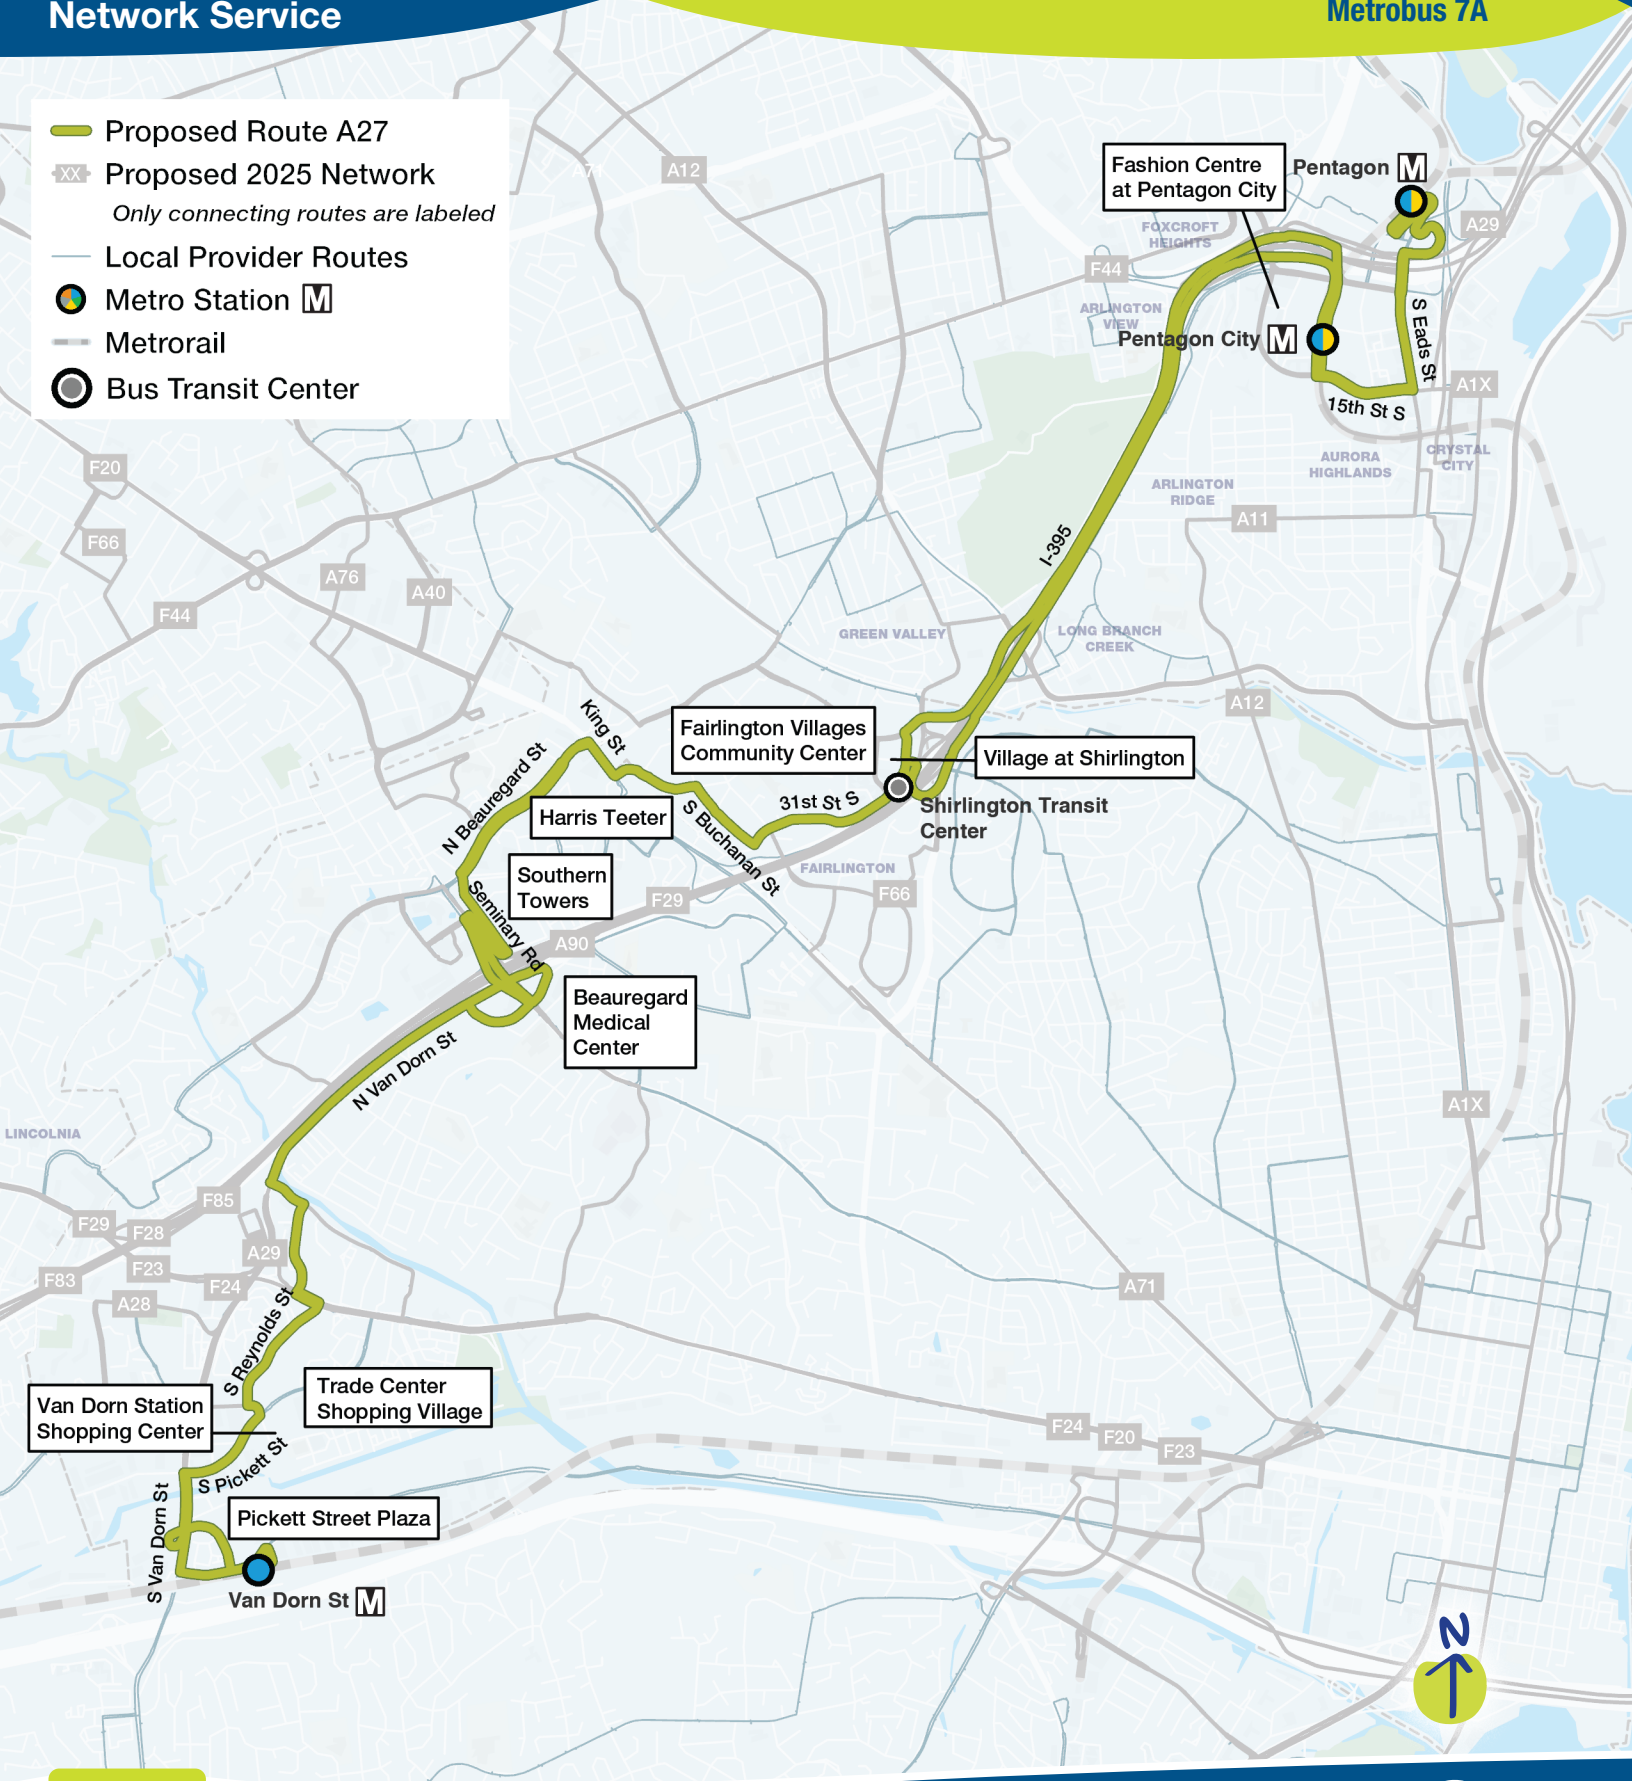 Network Service
Metrobus 7A
Proposed Route A27
XX Proposed 2025 Network
Only connecting routes are labeled
Local Provider Routes
Metro Station M
Metrorail
Bus Transit Center
A71
A12
Fashion Centre
at Pentagon City
Pentagon M
A29
FOXCROFT
HEIGHTS
F44
ARLINGTON
VIEW
Pentagon City M
S Eads St
A1X
15th St S
CRYSTAL
CITY
AURORA
HIGHLANDS
ARLINGTON
RIDGE
A11
F20
F66
A76
A40
F44
I-395
GREEN VALLEY
LONG BRANCH
CREEK
A12
King St
Fairlington Villages
Community Center
Village at Shirlington
N Beauregard St
Harris Teeter
31st St S
Shirlington Transit
Center
S Buchanan St
FAIRLINGTON
Southern
Towers
Seminary Rd
F29
F66
A90
Beauregard
Medical
Center
N Van Dorn St
A1X
LINCOLNIA
F85
F29
F28
A29
F23
F83
F24
A28
A71
S Reynolds St
Trade Center
Shopping Village
Van Dorn Station
Shopping Center
F24
F20
F23
S Pickett St
S Van Dorn St
Pickett Street Plaza
Van Dorn St M
N